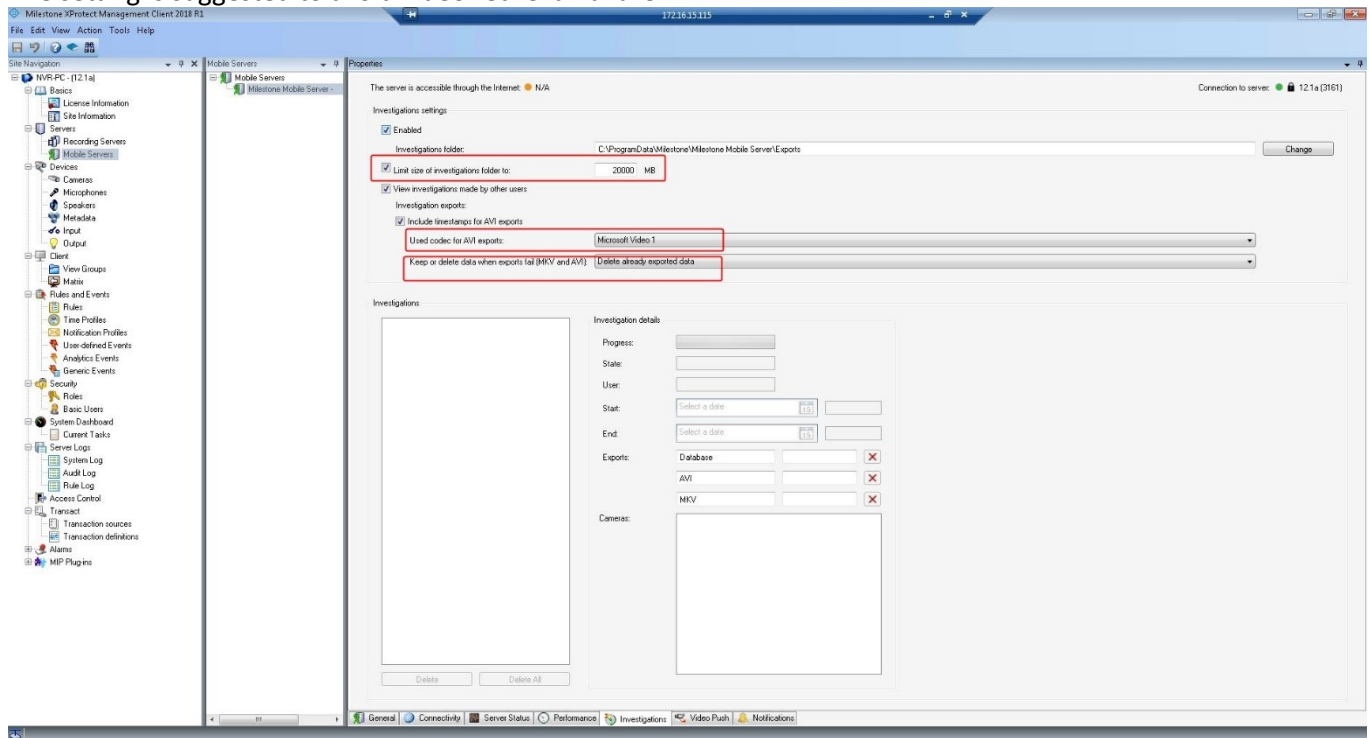 Milestone XProtect Management Client 2018 R1
172.16.15.115
File Edit View Action Tools Help
Site Navigation
Mobile Servers
Properties
NVR-PC - (12.1a)
Basics
License Information
Site Information
Servers
Recording Servers
Mobile Servers
Devices
Cameras
Microphones
Speakers
Metadata
Input
Output
Client
View Groups
Matrix
Rules and Events
Rules
Time Profiles
Notification Profiles
User-defined Events
Analytics Events
Generic Events
Security
Roles
Basic Users
System Dashboard
Current Tasks
Server Logs
System Log
Audit Log
Rule Log
Access Control
Transact
Transaction sources
Transaction definitions
Alarms
MIP Plug-ins
Mobile Servers
Milestone Mobile Server -
The server is accessible through the Internet: N/A
Connection to server: 12.1a (3161)
Investigations settings
Enabled
Investigations folder: C:\ProgramData\Milestone\Milestone Mobile Server\Exports Change
Limit size of investigations folder to: 20000 MB
View investigations made by other users
Investigation exports:
Include timestamps for AVI exports
Used codec for AVI exports: Microsoft Video 1
Keep or delete data when exports fail (MKV and AVI): Delete already exported data
Investigations
Investigation details
Progress:
State:
User:
Start: Select a date 15
End: Select a date 15
Exports: Database
AVI
MKV
Cameras:
Delete Delete All
General Connectivity Server Status Performance Investigations Video Push Notifications